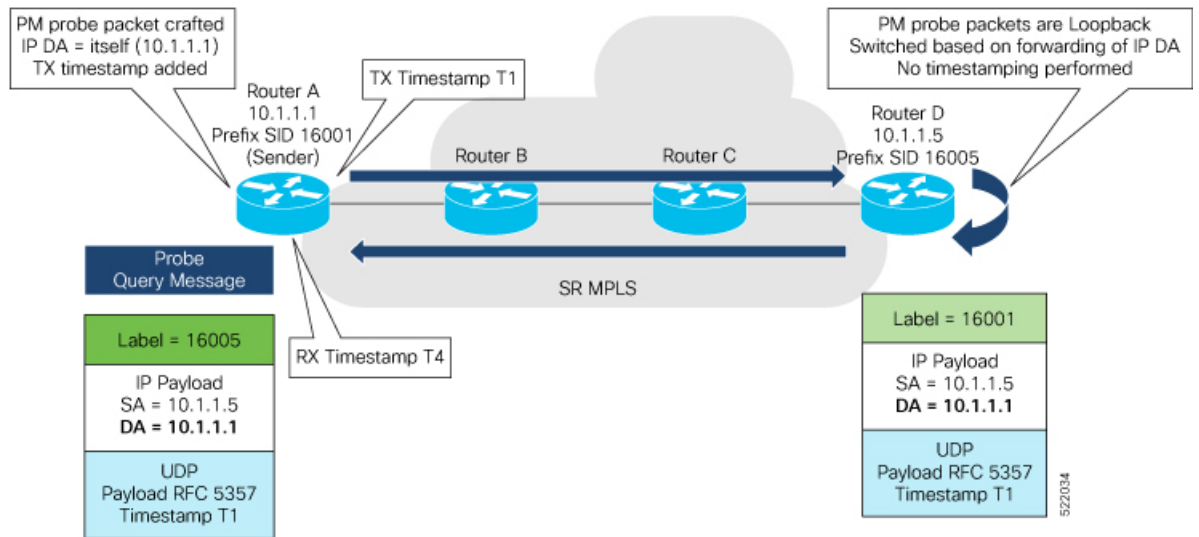 PM probe packet crafted
IP DA = itself (10.1.1.1)
TX timestamp added
TX Timestamp T1
PM probe packets are Loopback
Switched based on forwarding of IP DA
No timestamping performed
Router A
10.1.1.1
Prefix SID 16001
(Sender)
Router B
Router C
Router D
10.1.1.5
Prefix SID 16005
Probe
Query Message
SR MPLS
RX Timestamp T4
Label = 16005
IP Payload
SA = 10.1.1.5
DA = 10.1.1.1
UDP
Payload RFC 5357
Timestamp T1
Label = 16001
IP Payload
SA = 10.1.1.5
DA = 10.1.1.1
UDP
Payload RFC 5357
Timestamp T1
522034